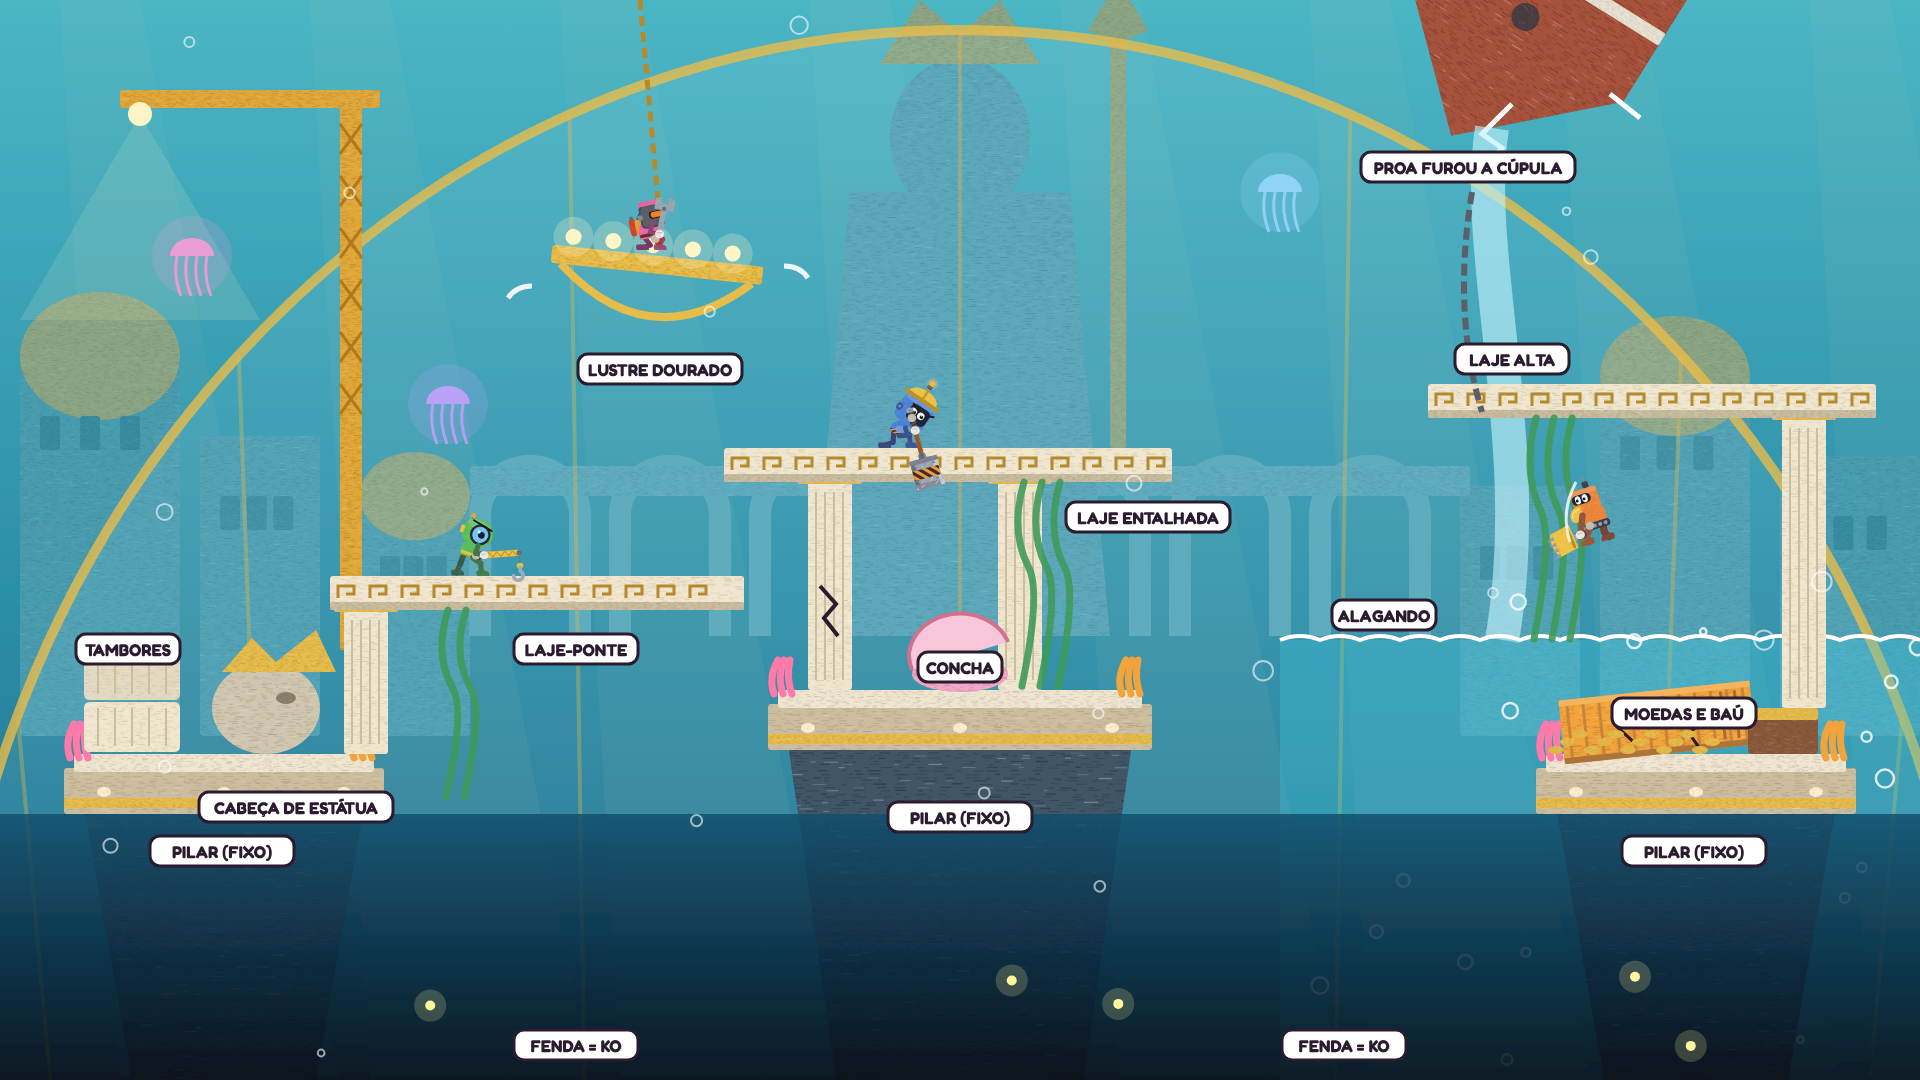 PROA FUROU A CÚPULA
LUSTRE DOURADO
LAJE ALTA
LAJE ENTALHADA
ALAGANDO
TAMBORES
LAJE-PONTE
CONCHA
MOEDAS E BAÚ
CABEÇA DE ESTÁTUA
PILAR (FIXO)
PILAR (FIXO)
PILAR (FIXO)
FENDA = KO
FENDA = KO